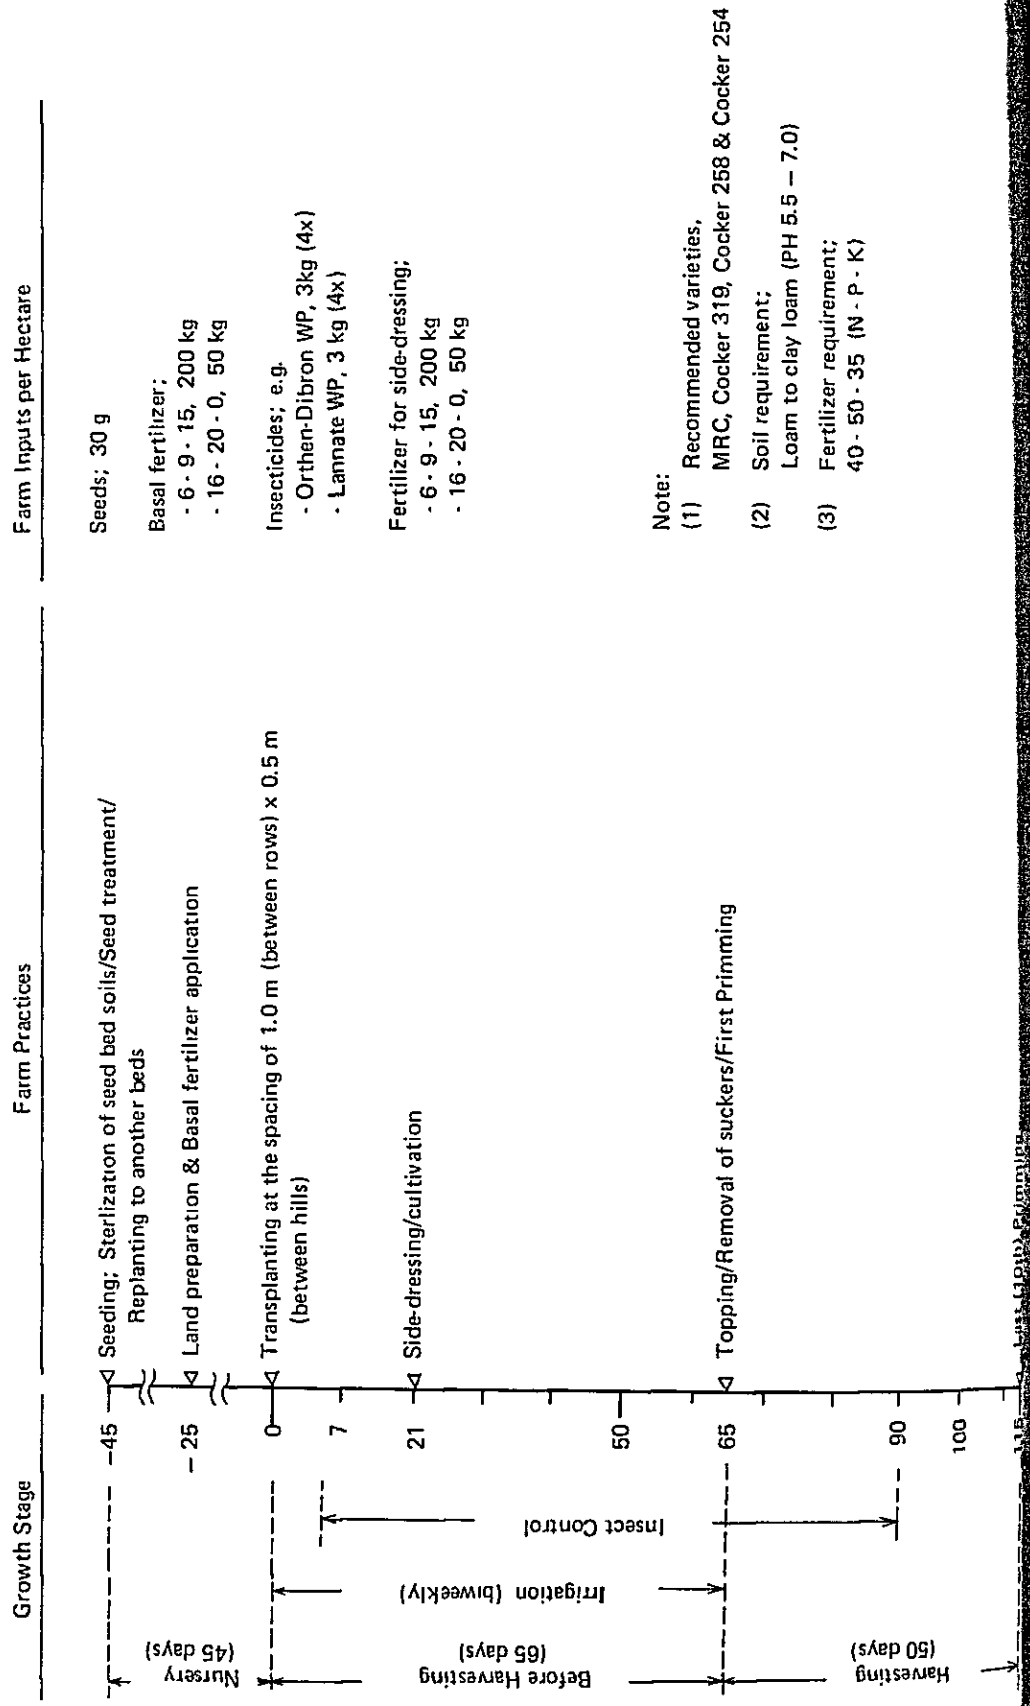 Growth Stage
Farm Practices
Farm Inputs per Hectare
Nursery
(45 days)
Before Harvesting
(65 days)
Harvesting
(50 days)
Irrigation (biweekly)
Insect Control
-45
-25
0
7
21
50
65
90
100
115
Seeding; Sterlization of seed bed soils/Seed treatment/
Replanting to another beds
Land preparation & Basal fertilizer application
Transplanting at the spacing of 1.0 m (between rows) x 0.5 m
(between hills)
Side-dressing/cultivation
Topping/Removal of suckers/First Primming
Last (10th) Primming
Seeds; 30 g
Basal fertilizer;
- 6 - 9 - 15, 200 kg
- 16 - 20 - 0, 50 kg
Insecticides; e.g.
- Orthen-Dibron WP, 3kg (4x)
- Lannate WP, 3 kg (4x)
Fertilizer for side-dressing;
- 6 - 9 - 15, 200 kg
- 16 - 20 - 0, 50 kg
Note:
(1) Recommended varieties,
MRC, Cocker 319, Cocker 258 & Cocker 254
(2) Soil requirement;
Loam to clay loam (PH 5.5 – 7.0)
(3) Fertilizer requirement;
40 - 50 - 35 (N - P - K)